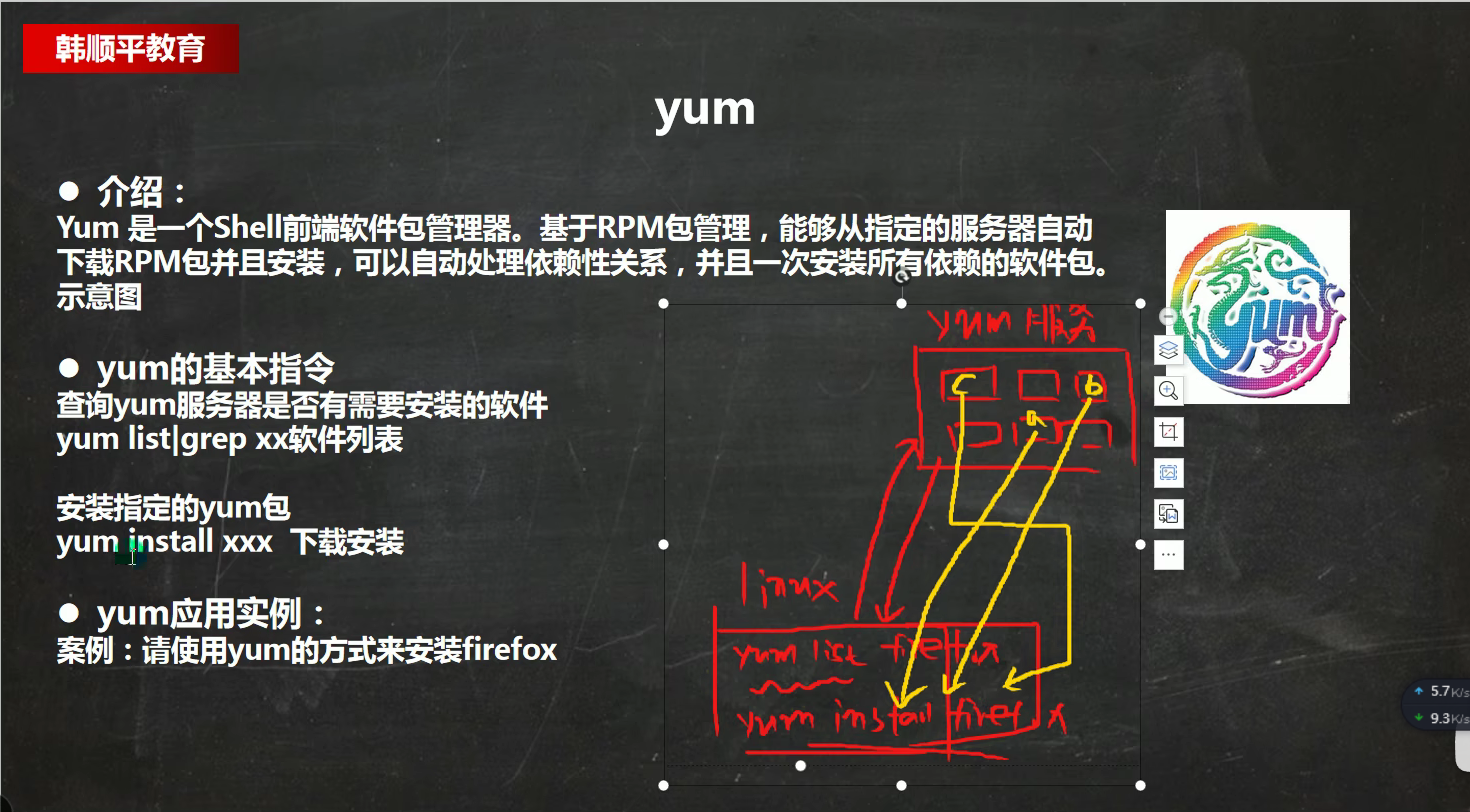 韩顺平教育
yum
● 介绍：
Yum 是一个Shell前端软件包管理器。基于RPM包管理，能够从指定的服务器自动
下载RPM包并且安装，可以自动处理依赖性关系，并且一次安装所有依赖的软件包。
示意图
● yum的基本指令
查询yum服务器是否有需要安装的软件
yum list|grep xx软件列表
安装指定的yum包
yum install xxx 下载安装
● yum应用实例：
案例：请使用yum的方式来安装firefox
yum 服务
c
b
a
linux
yum list firefox
yum install firefox
yum
5.7K/s
9.3K/s